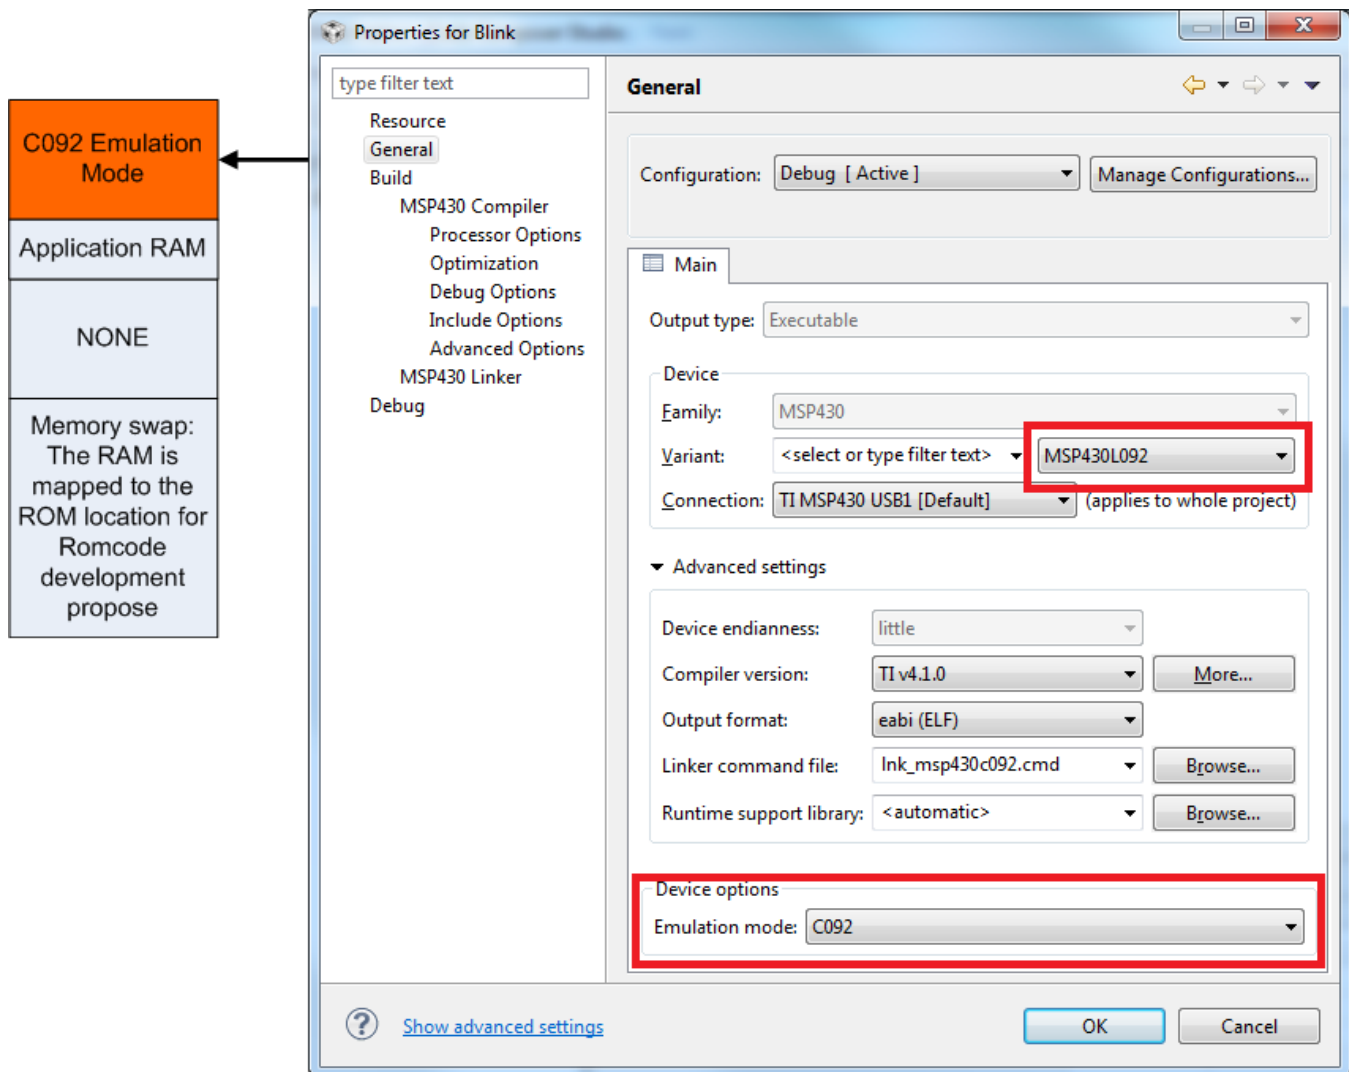 Properties for Blink
C092 Emulation
Mode
Application RAM
NONE
Memory swap:
The RAM is
mapped to the
ROM location for
Romcode
development
propose
type filter text
Resource
General
Build
MSP430 Compiler
Processor Options
Optimization
Debug Options
Include Options
Advanced Options
MSP430 Linker
Debug
General
Configuration: Debug [ Active ] Manage Configurations...
Main
Output type: Executable
Device
Family: MSP430
Variant: <select or type filter text> MSP430L092
Connection: TI MSP430 USB1 [Default] (applies to whole project)
Advanced settings
Device endianness: little
Compiler version: TI v4.1.0 More...
Output format: eabi (ELF)
Linker command file: lnk_msp430c092.cmd Browse...
Runtime support library: <automatic> Browse...
Device options
Emulation mode: C092
? Show advanced settings
OK Cancel